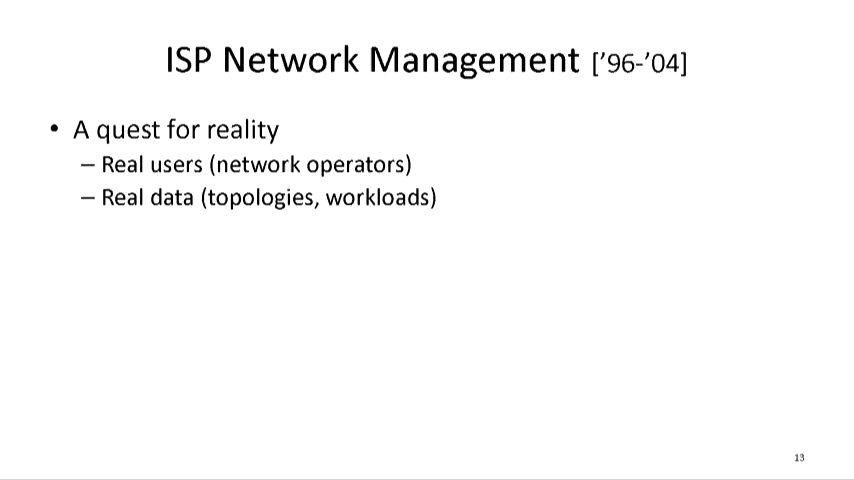 ISP Network Management [’96-’04]
• A quest for reality
– Real users (network operators)
– Real data (topologies, workloads)
13